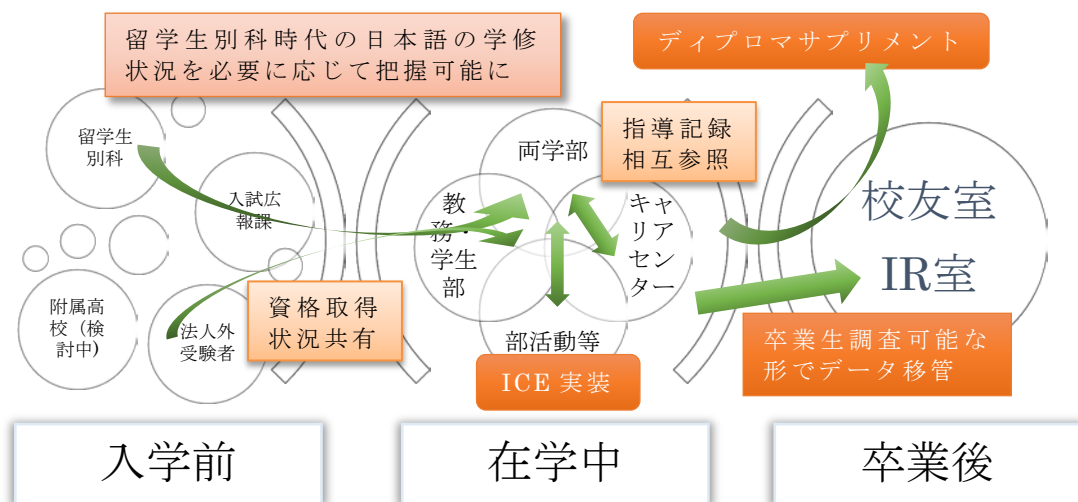 留学生別科時代の日本語の学修
状況を必要に応じて把握可能に
ディプロマサプリメント
留学生
別科
入試広
報課
附属高
校（検
討中)
法人外
受験者
資格取得
状況共有
両学部
教
務・
学生
部
キャ
リア
セン
ター
部活動等
指導記録
相互参照
ICE 実装
校友室
IR室
卒業生調査可能な
形でデータ移管
入学前
在学中
卒業後